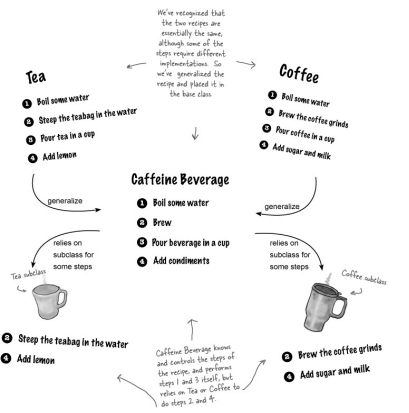 We've recognized that
the two recipes are
essentially the same,
although some of the
steps require different
implementations. So
we've generalized the
recipe and placed it in
the base class.
Tea
1 Boil some water
2 Steep the teabag in the water
3 Pour tea in a cup
4 Add lemon
Coffee
1 Boil some water
2 Brew the coffee grinds
3 Pour coffee in a cup
4 Add sugar and milk
Caffeine Beverage
1 Boil some water
2 Brew
3 Pour beverage in a cup
4 Add condiments
generalize
generalize
relies on
subclass for
some steps
relies on
subclass for
some steps
Tea subclass
Coffee subclass
2 Steep the teabag in the water
4 Add lemon
Caffeine Beverage knows
and controls the steps of
the recipe, and performs
steps 1 and 3 itself, but
relies on Tea or Coffee to
do steps 2 and 4.
2 Brew the coffee grinds
4 Add sugar and milk